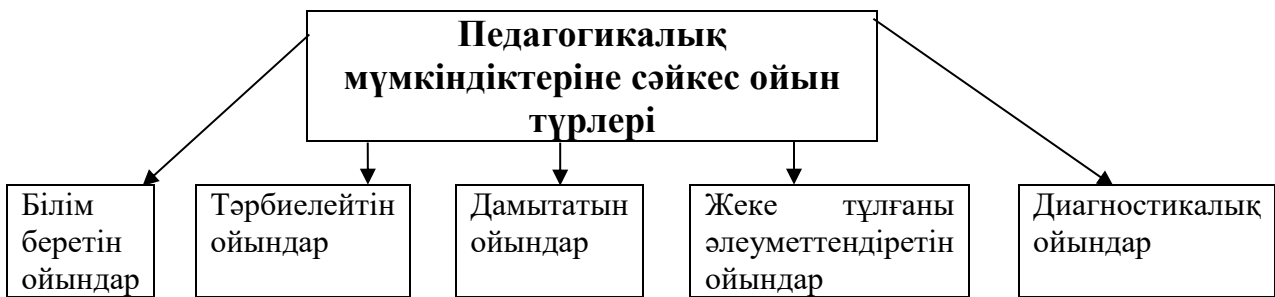 Педагогикалық
мүмкіндіктеріне сәйкес ойын
түрлері
Білім
беретін
ойындар
Тәрбиелейтін
ойындар
Дамытатын
ойындар
Жеке тұлғаны
әлеуметтендіретін
ойындар
Диагностикалық
ойындар